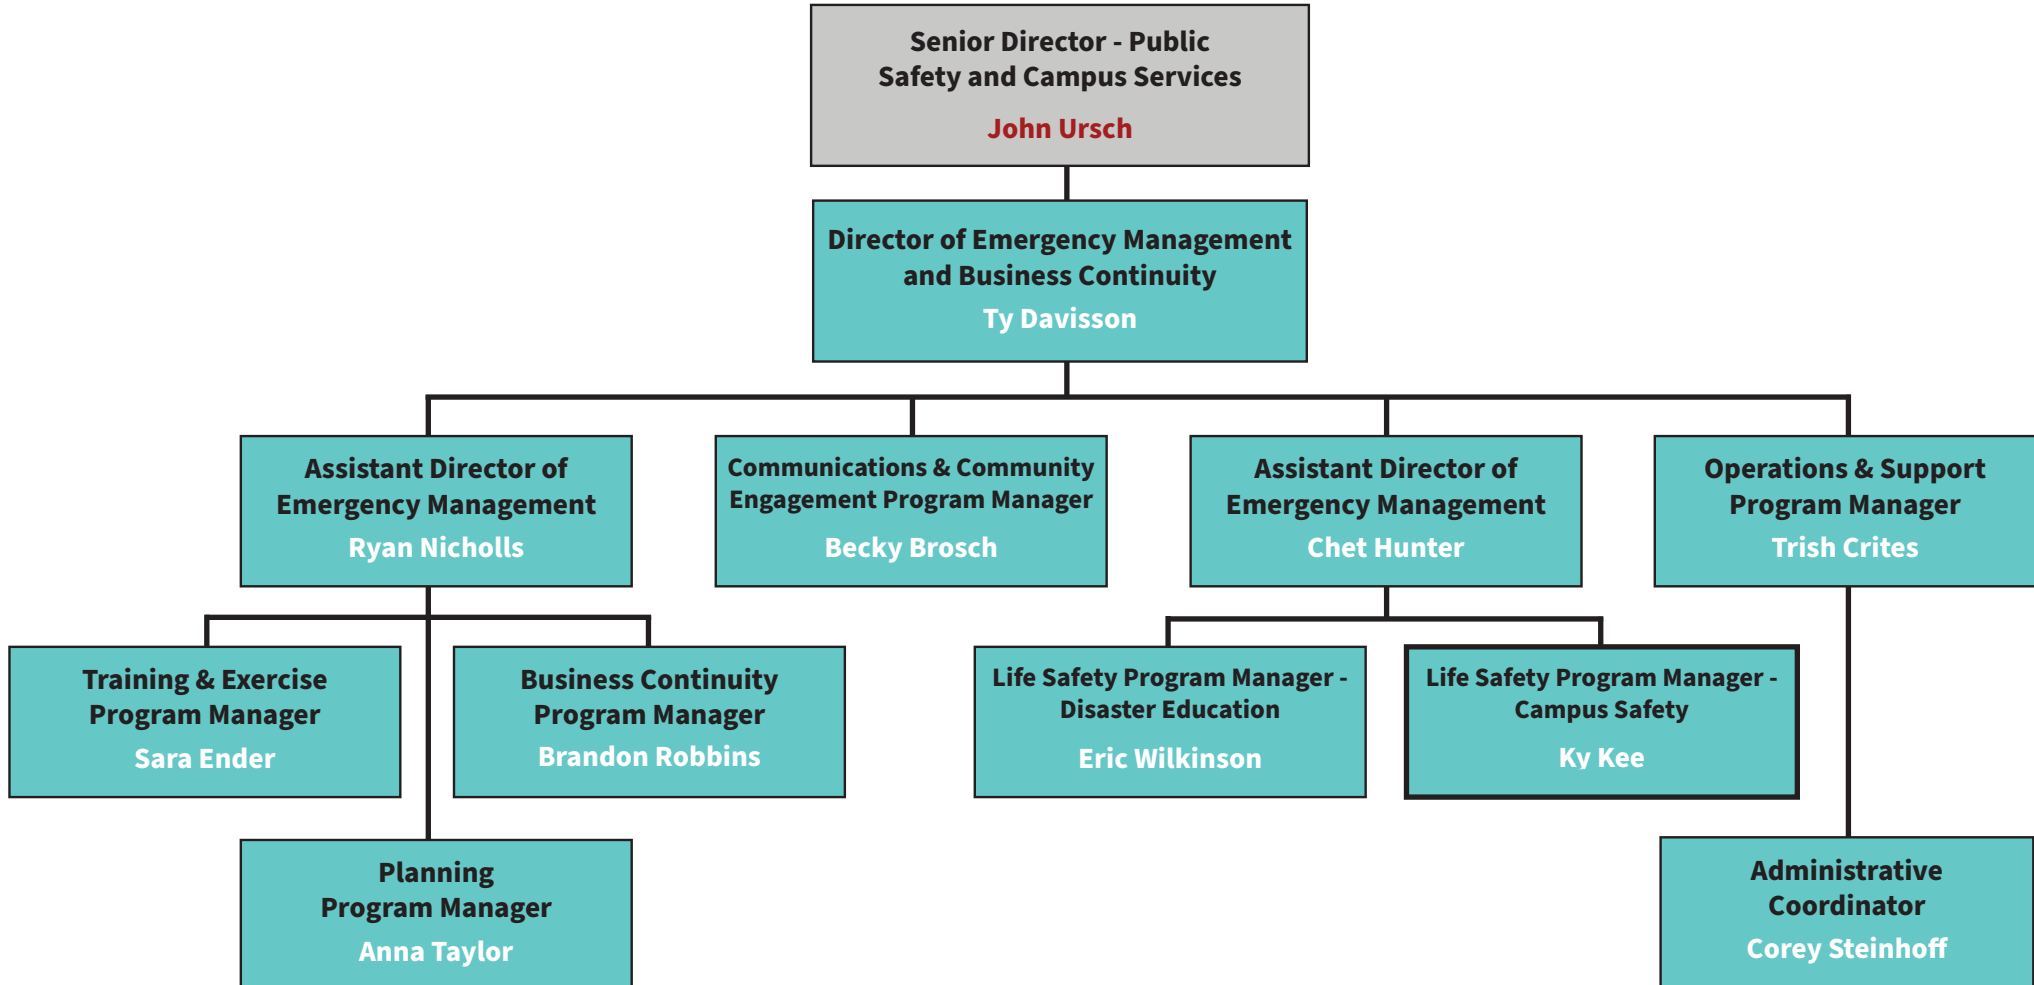 Senior Director - Public
Safety and Campus Services
John Ursch
Director of Emergency Management
and Business Continuity
Ty Davisson
Assistant Director of
Emergency Management
Ryan Nicholls
Communications & Community
Engagement Program Manager
Becky Brosch
Assistant Director of
Emergency Management
Chet Hunter
Operations & Support
Program Manager
Trish Crites
Training & Exercise
Program Manager
Sara Ender
Business Continuity
Program Manager
Brandon Robbins
Life Safety Program Manager -
Disaster Education
Eric Wilkinson
Life Safety Program Manager -
Campus Safety
Ky Kee
Planning
Program Manager
Anna Taylor
Administrative
Coordinator
Corey Steinhoff